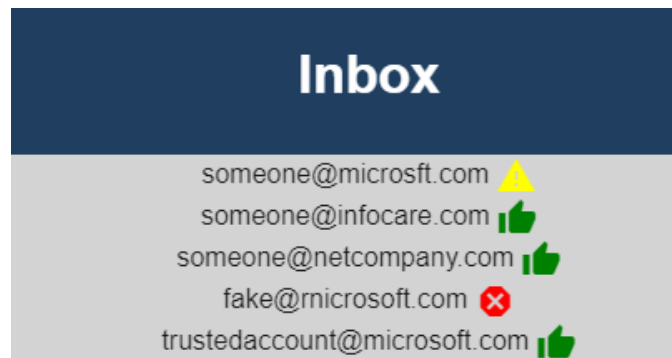 Inbox
someone@microsft.com
someone@infocare.com
someone@netcompany.com
fake@rnicrosoft.com
trustedaccount@microsoft.com